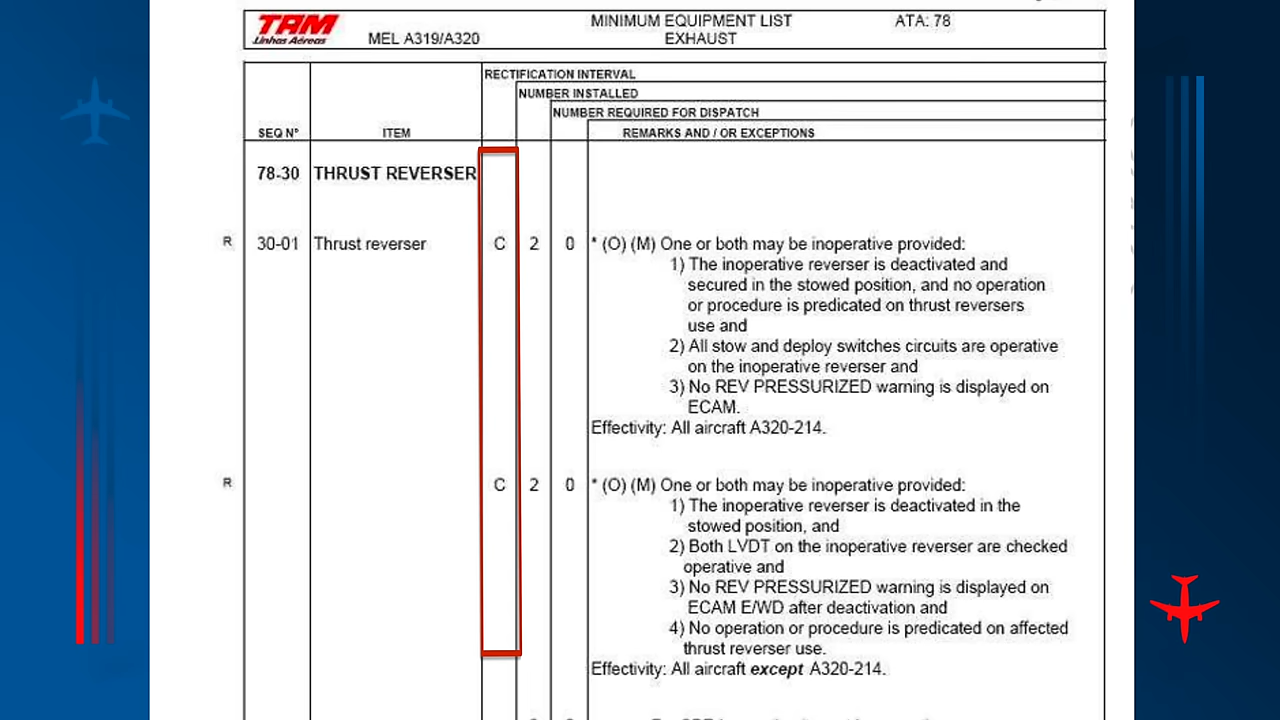 TAM
Linhas Aéreas
MEL A319/A320
MINIMUM EQUIPMENT LIST
EXHAUST
ATA: 78
RECTIFICATION INTERVAL
NUMBER INSTALLED
NUMBER REQUIRED FOR DISPATCH
SEQ N° ITEM REMARKS AND / OR EXCEPTIONS
78-30 THRUST REVERSER
R 30-01 Thrust reverser C 2 0 * (O) (M) One or both may be inoperative provided:
1) The inoperative reverser is deactivated and
secured in the stowed position, and no operation
or procedure is predicated on thrust reversers
use and
2) All stow and deploy switches circuits are operative
on the inoperative reverser and
3) No REV PRESSURIZED warning is displayed on
ECAM.
Effectivity: All aircraft A320-214.
R C 2 0 * (O) (M) One or both may be inoperative provided:
1) The inoperative reverser is deactivated in the
stowed position, and
2) Both LVDT on the inoperative reverser are checked
operative and
3) No REV PRESSURIZED warning is displayed on
ECAM E/WD after deactivation and
4) No operation or procedure is predicated on affected
thrust reverser use.
Effectivity: All aircraft except A320-214.